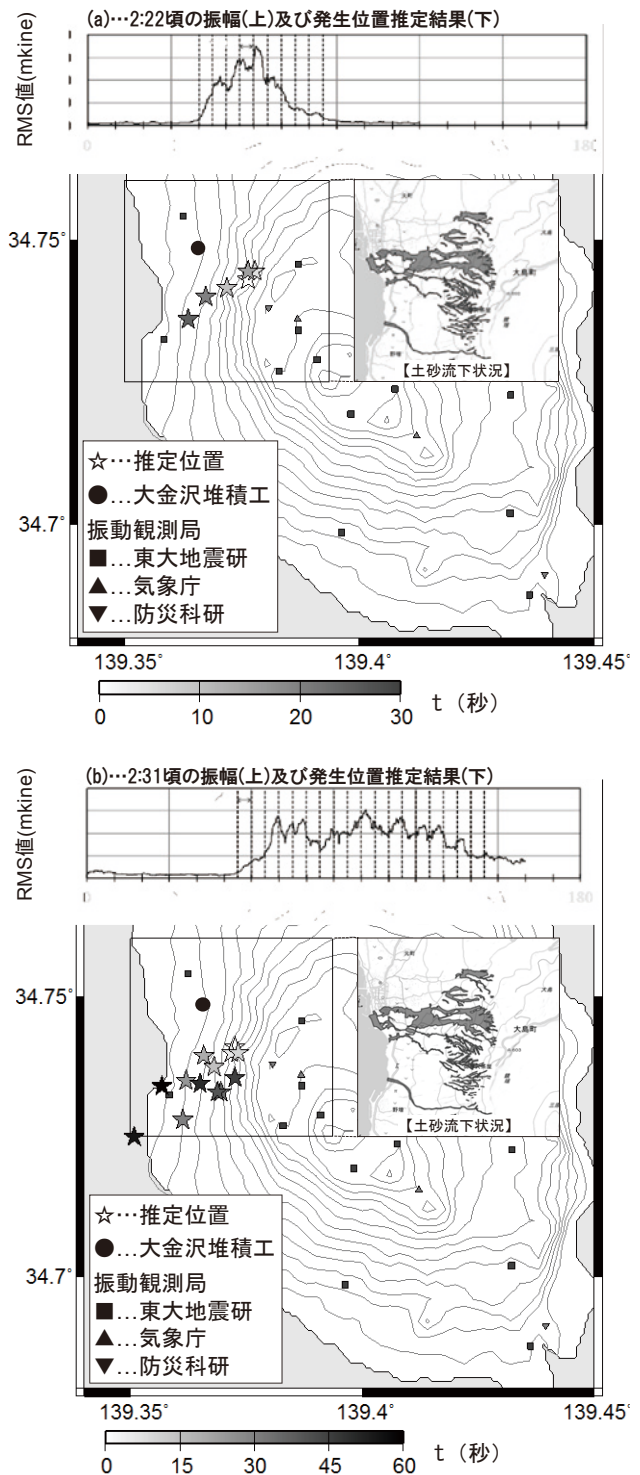 (a)…2:22頃の振幅(上)及び発生位置推定結果(下)
RMS値(mkine)
0
180
34.75°
34.7°
大島町
【土砂流下状況】
☆…推定位置
●…大金沢堆積工
振動観測局
■…東大地震研
▲…気象庁
▼…防災科研
139.35°
139.4°
139.45°
0
10
20
30
t（秒）
(b)…2:31頃の振幅(上)及び発生位置推定結果(下)
RMS値(mkine)
0
180
34.75°
34.7°
大島町
【土砂流下状況】
☆…推定位置
●…大金沢堆積工
振動観測局
■…東大地震研
▲…気象庁
▼…防災科研
139.35°
139.4°
139.45°
0
15
30
45
60
t（秒）